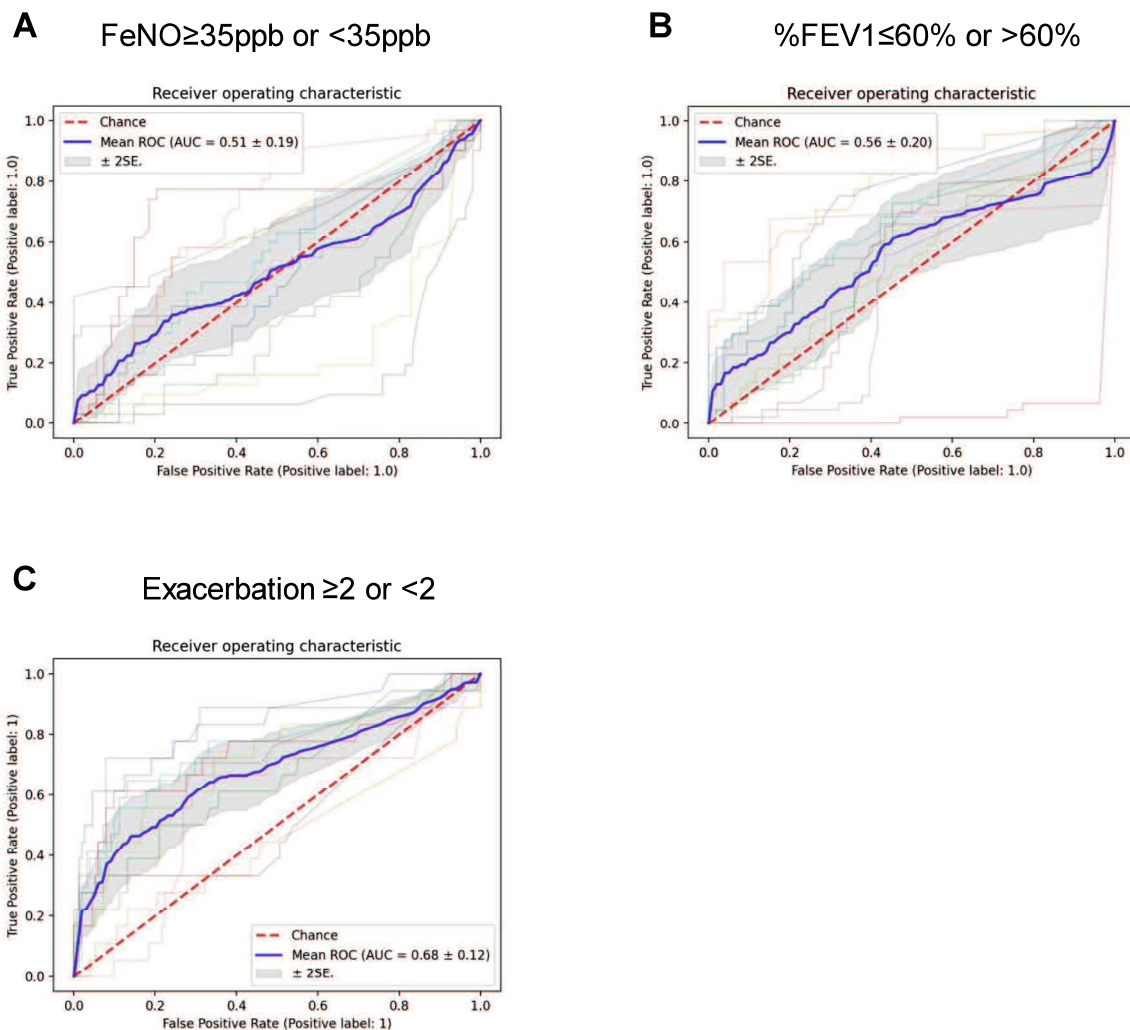 A
FeNO≥35ppb or <35ppb
Receiver operating characteristic
Chance
Mean ROC (AUC = 0.51 ± 0.19)
± 2SE.
True Positive Rate (Positive label: 1.0)
1.0
0.8
0.6
0.4
0.2
0.0
0.0 0.2 0.4 0.6 0.8 1.0
False Positive Rate (Positive label: 1.0)
B
%FEV1≤60% or >60%
Receiver operating characteristic
Chance
Mean ROC (AUC = 0.56 ± 0.20)
± 2SE.
True Positive Rate (Positive label: 1.0)
1.0
0.8
0.6
0.4
0.2
0.0
0.0 0.2 0.4 0.6 0.8 1.0
False Positive Rate (Positive label: 1.0)
C
Exacerbation ≥2 or <2
Receiver operating characteristic
True Positive Rate (Positive label: 1)
1.0
0.8
0.6
0.4
0.2
0.0
Chance
Mean ROC (AUC = 0.68 ± 0.12)
± 2SE.
0.0 0.2 0.4 0.6 0.8 1.0
False Positive Rate (Positive label: 1)